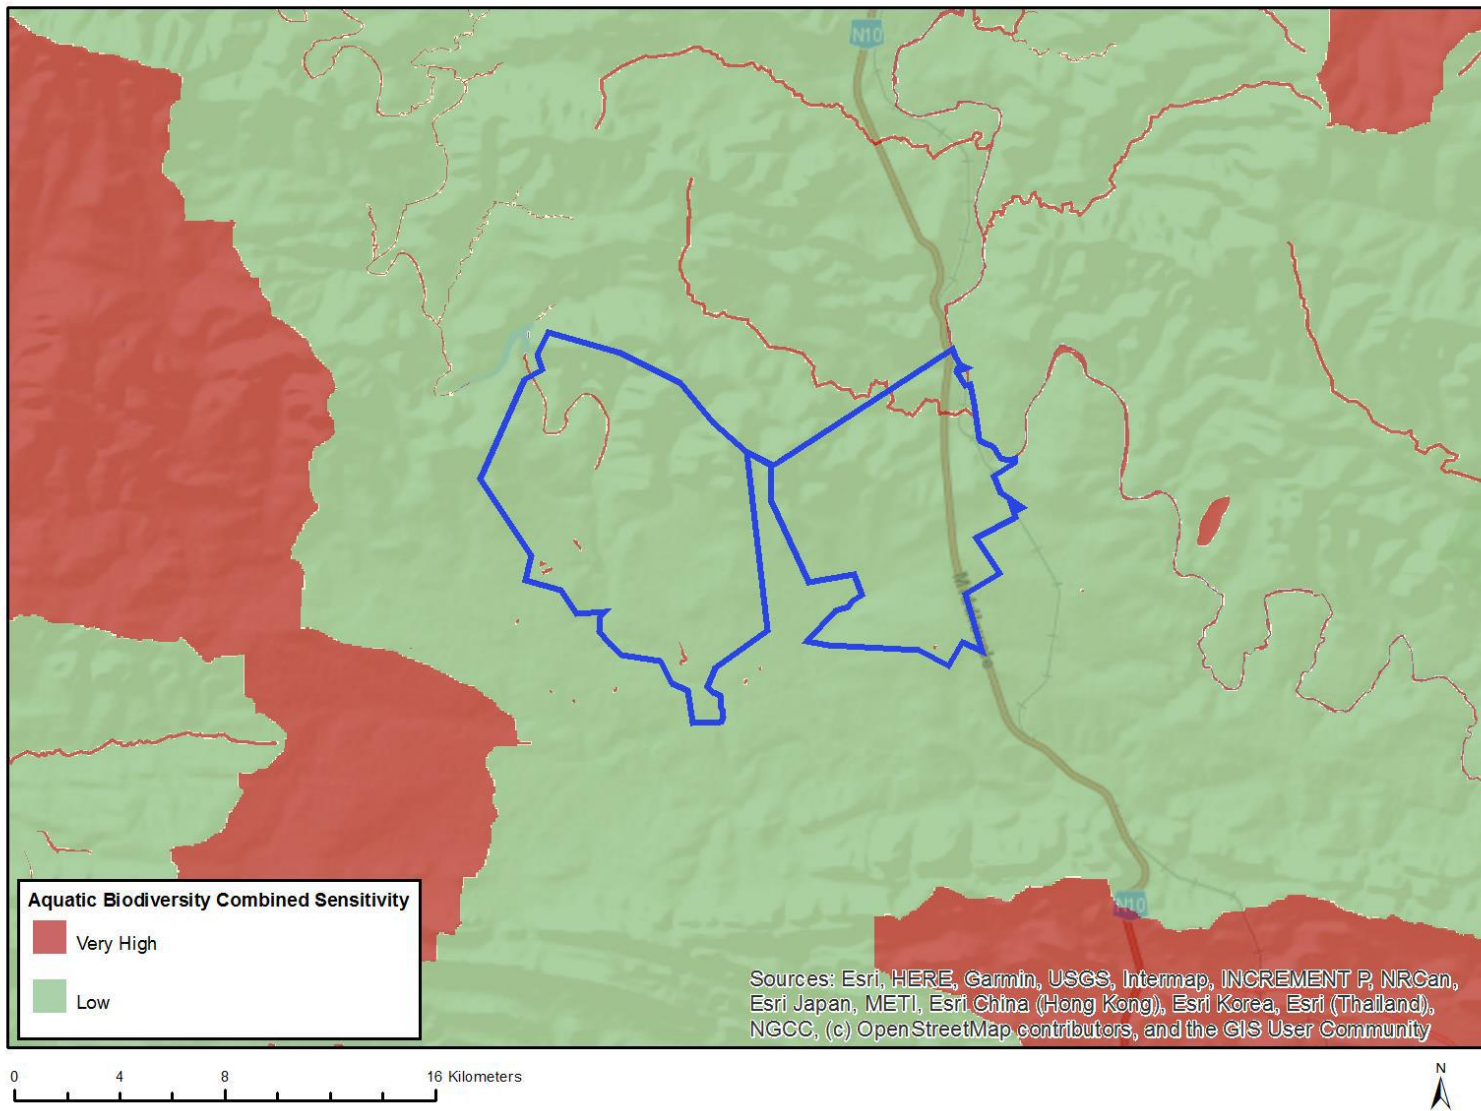 N10
N10
Aquatic Biodiversity Combined Sensitivity
Very High
Low
Sources: Esri, HERE, Garmin, USGS, Intermap, INCREMENT P, NRCan,
Esri Japan, METI, Esri China (Hong Kong), Esri Korea, Esri (Thailand),
NGCC, (c) OpenStreetMap contributors, and the GIS User Community
0 4 8 16 Kilometers
N